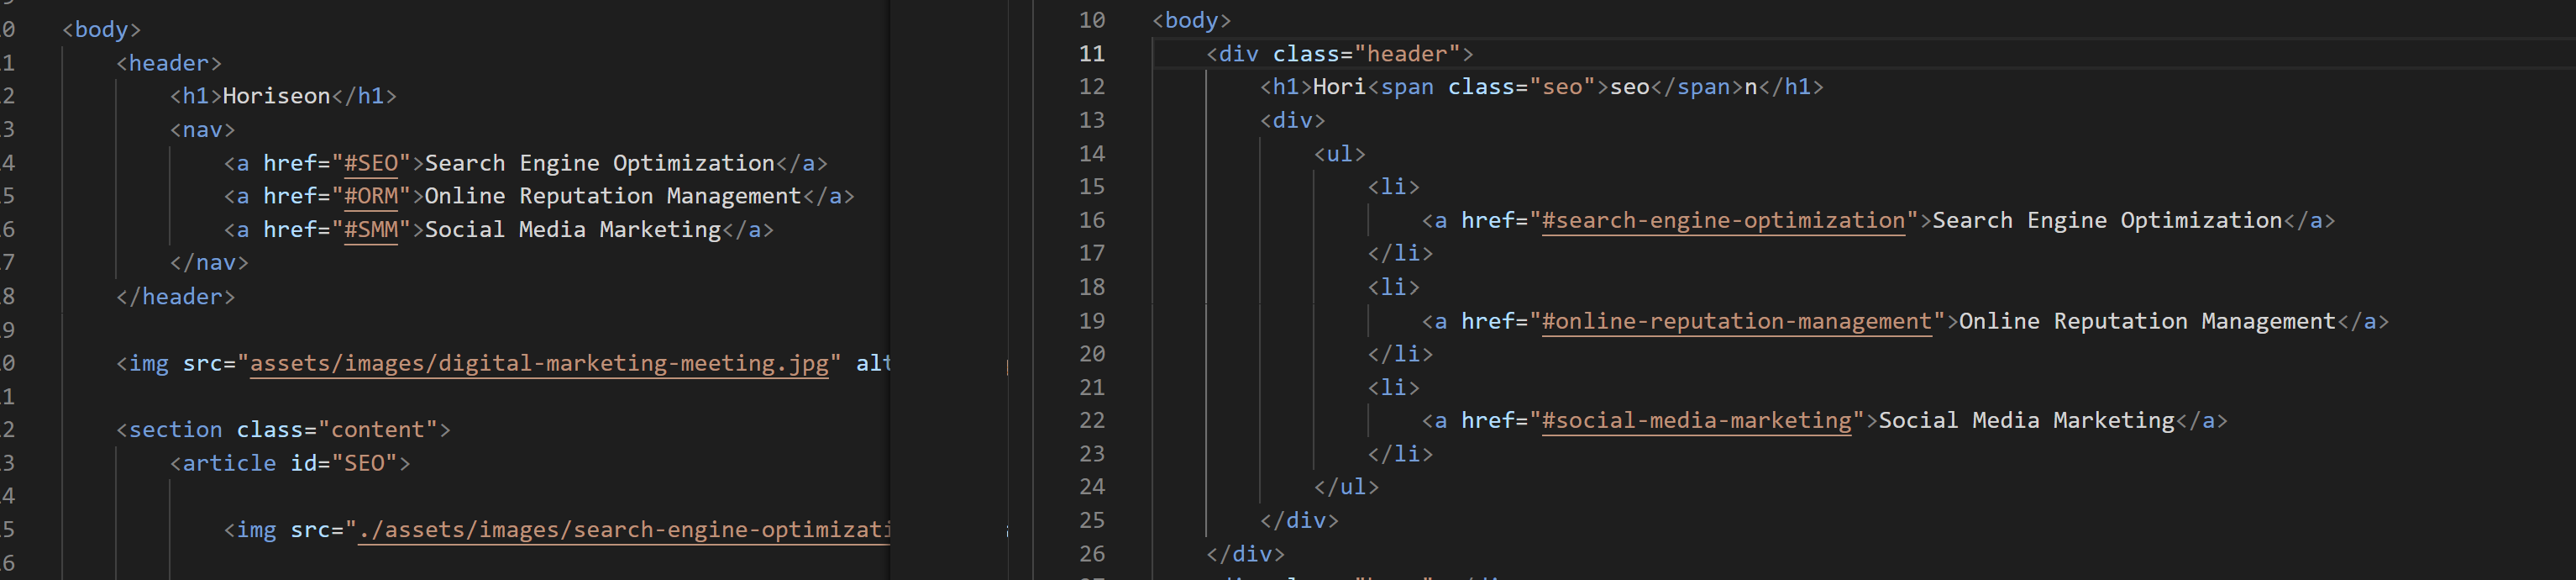 0 <body>
1 <header>
2 <h1>Horiseon</h1>
3 <nav>
4 <a href="#SEO">Search Engine Optimization</a>
5 <a href="#ORM">Online Reputation Management</a>
6 <a href="#SMM">Social Media Marketing</a>
7 </nav>
8 </header>
9
0 <img src="assets/images/digital-marketing-meeting.jpg" alt
1
2 <section class="content">
3 <article id="SEO">
4
5 <img src="./assets/images/search-engine-optimizati
6
10 <body>
11 <div class="header">
12 <h1>Hori<span class="seo">seo</span>n</h1>
13 <div>
14 <ul>
15 <li>
16 <a href="#search-engine-optimization">Search Engine Optimization</a>
17 </li>
18 <li>
19 <a href="#online-reputation-management">Online Reputation Management</a>
20 </li>
21 <li>
22 <a href="#social-media-marketing">Social Media Marketing</a>
23 </li>
24 </ul>
25 </div>
26 </div>